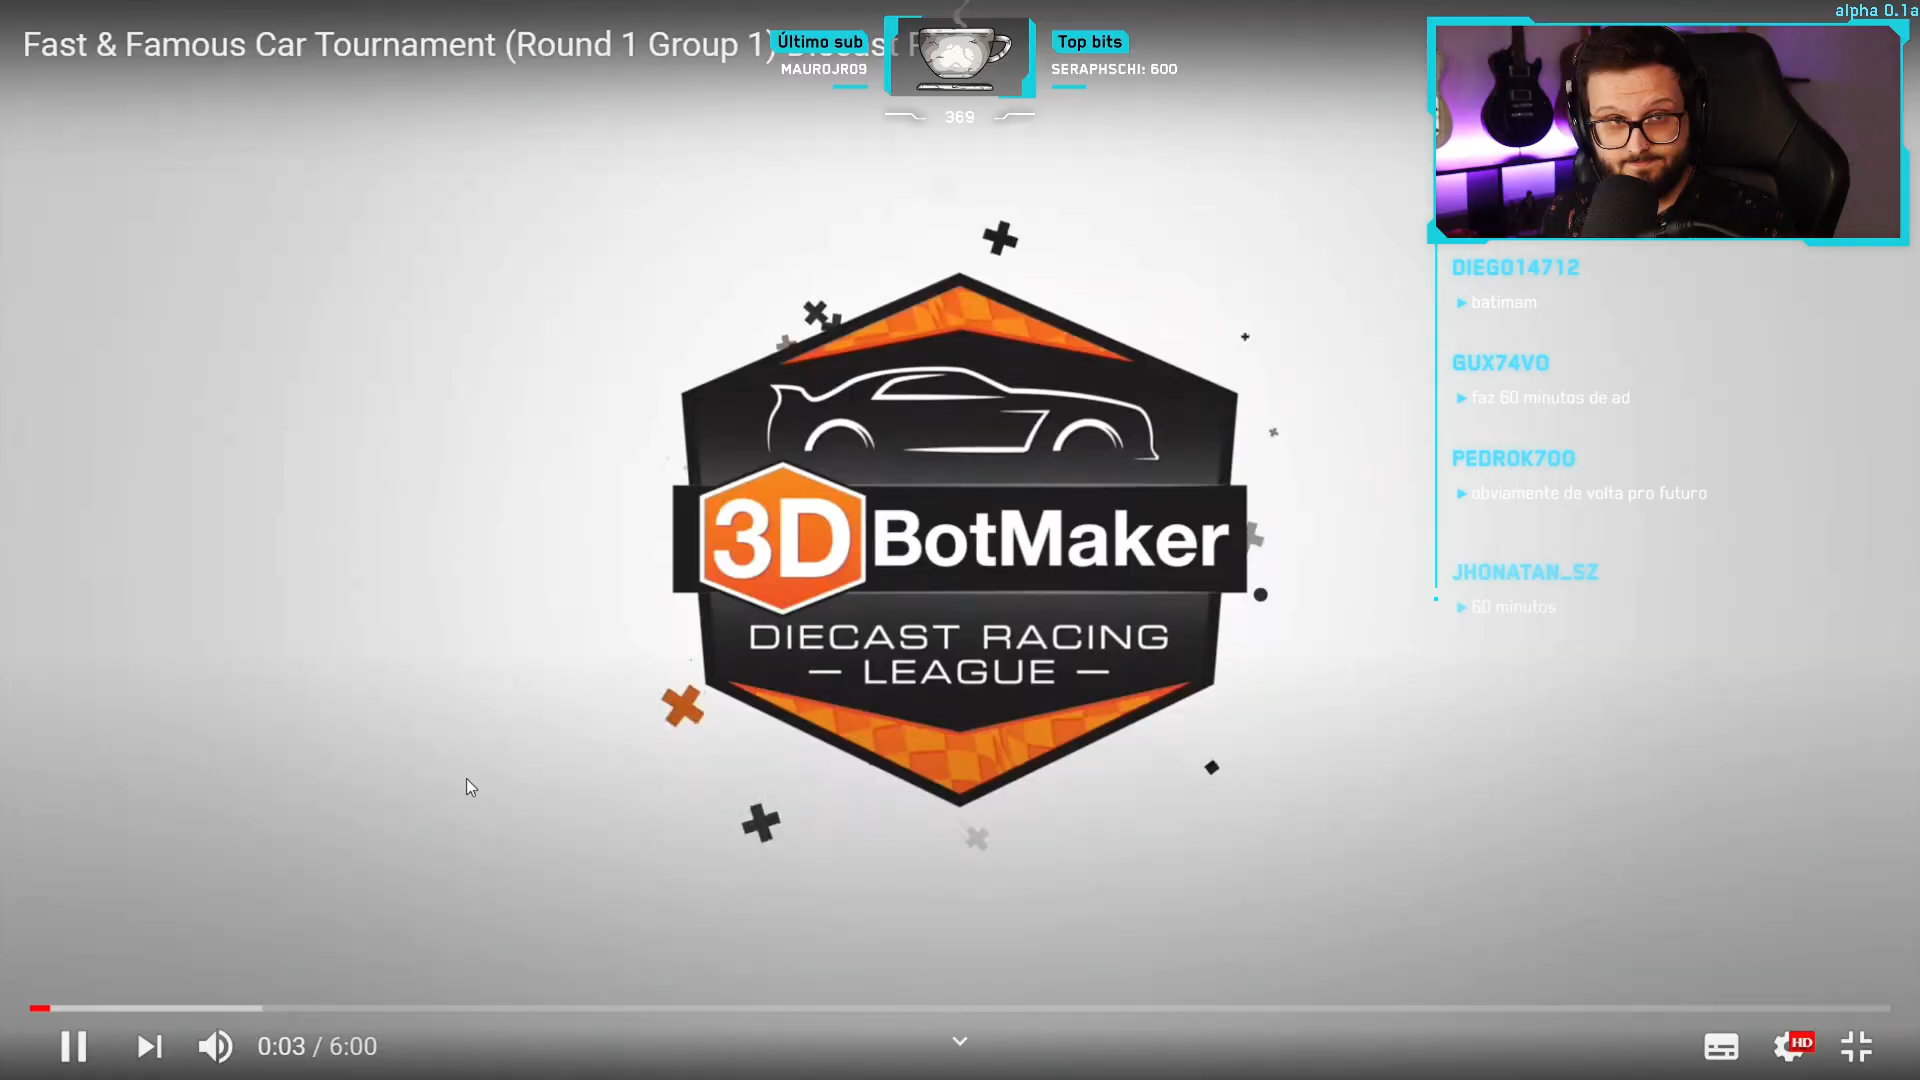 alpha 0.1a
Fast & Famous Car Tournament (Round 1 Group 1)
Último sub
MAUROJR09
Top bits
SERAPHSCHI: 600
369
DIEGO14712
batimam
GUX74VO
faz 60 minutos de ad
PEDROK700
obviamente de volta pro futuro
JHONATAN_SZ
60 minutos
3D BotMaker
DIECAST RACING
— LEAGUE —
0:03 / 6:00
HD